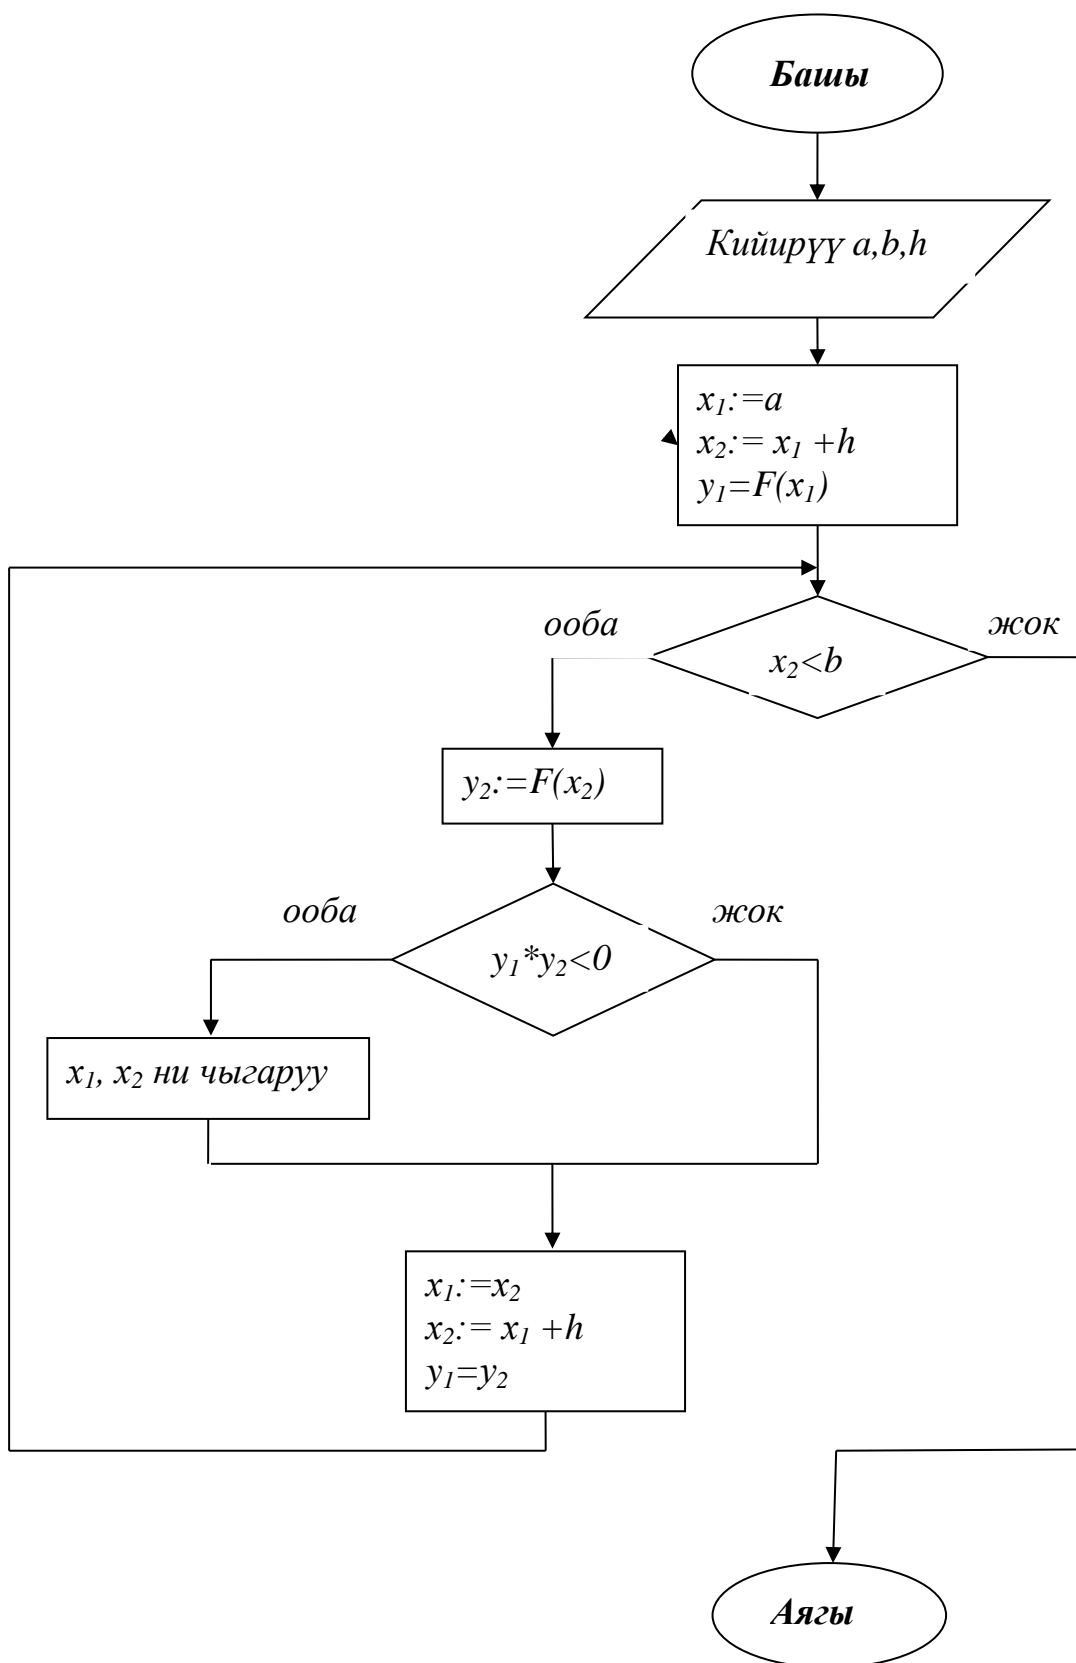 Башы
Кийирүү a,b,h
x₁:=a
x₂:= x₁ +h
y₁=F(x₁)
ооба
жок
x₂<b
y₂:=F(x₂)
ооба
жок
y₁*y₂<0
x₁, x₂ ни чыгаруу
x₁:=x₂
x₂:= x₁ +h
y₁=y₂
Аягы